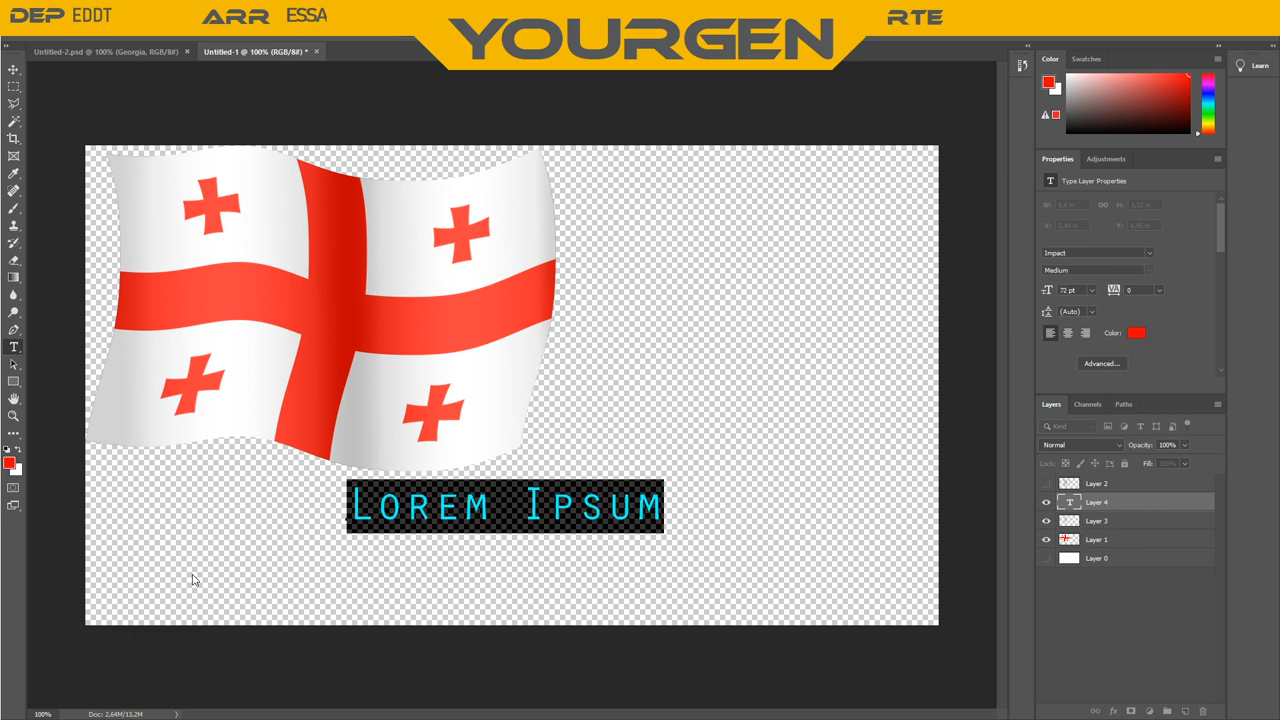 DEP EDDT ARR ESSA YOURGEN RTE
Untitled-2.psd @ 100% (Georgia, RGB/8#) × Untitled-1 @ 100% (RGB/8#) * ×
Color Swatches
Learn
Properties Adjustments
T Type Layer Properties
Impact
Medium
72 pt VA 0
(Auto)
Color:
Advanced...
Layers Channels Paths
Kind
Normal Opacity: 100%
Lock: Fill: 100%
Layer 2
T Layer 4
Layer 3
Layer 1
Layer 0
Lorem Ipsum
100% Doc: 2,64M/13,2M